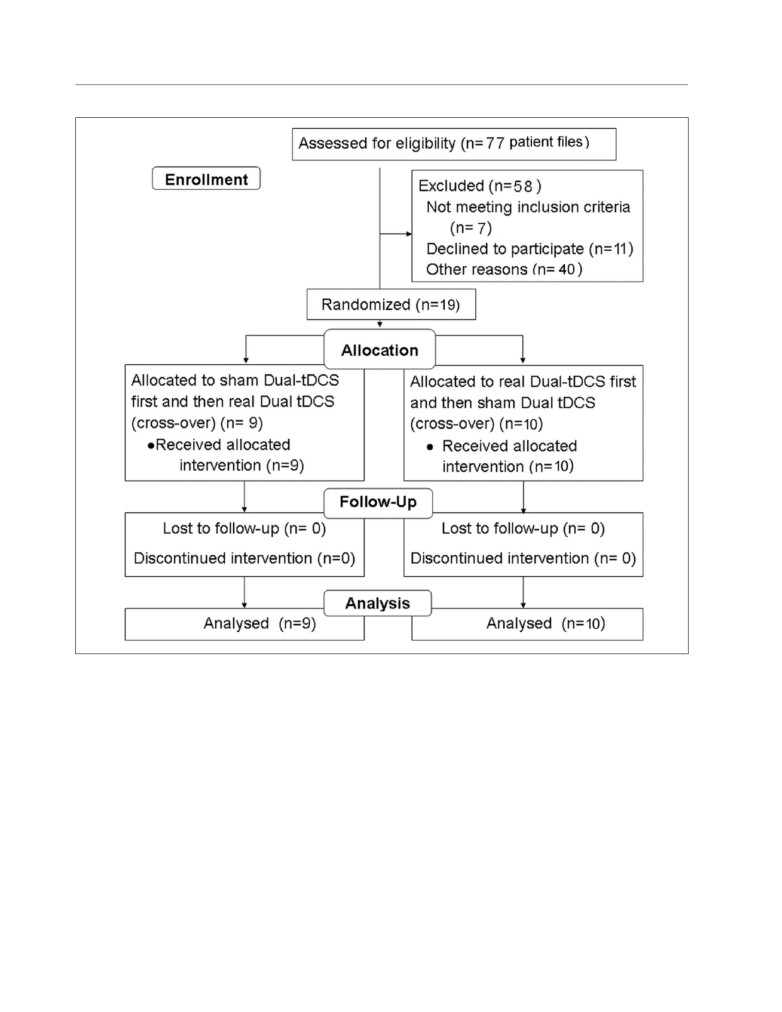 Assessed for eligibility (n=77 patient files)
Enrollment
Excluded (n=58)
Not meeting inclusion criteria
(n= 7)
Declined to participate (n=11)
Other reasons (n= 40)
Randomized (n=19)
Allocation
Allocated to sham Dual-tDCS
first and then real Dual tDCS
(cross-over) (n= 9)
●Received allocated
intervention (n=9)
Allocated to real Dual-tDCS first
and then sham Dual tDCS
(cross-over) (n=10)
● Received allocated
intervention (n=10)
Follow-Up
Lost to follow-up (n= 0)
Discontinued intervention (n=0)
Lost to follow-up (n= 0)
Discontinued intervention (n= 0)
Analysis
Analysed (n=9)
Analysed (n=10)